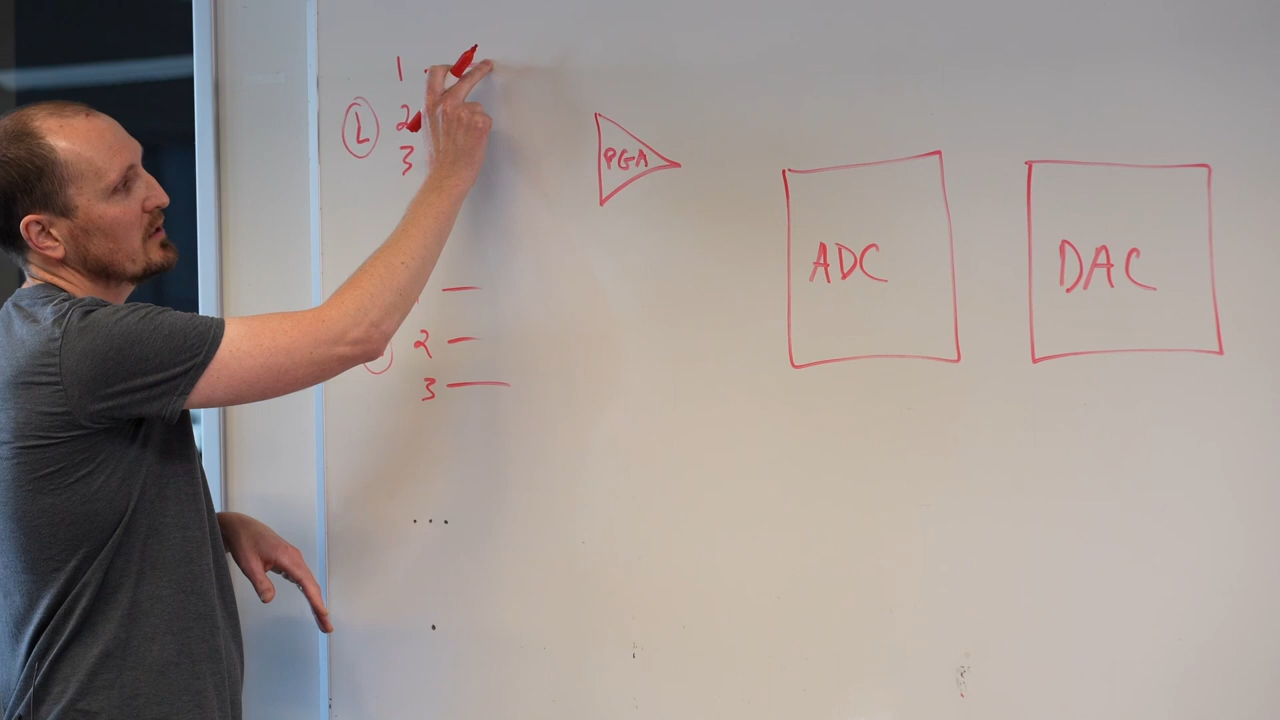 1 -
L
2
3
PGA
ADC
DAC
—
2 —
3 —
...